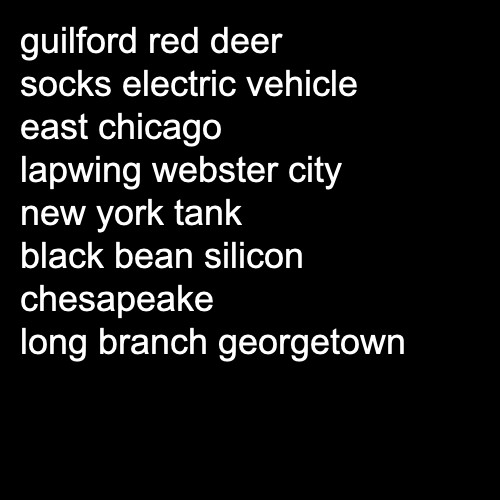 guilford red deer
socks electric vehicle
east chicago
lapwing webster city
new york tank
black bean silicon
chesapeake
long branch georgetown